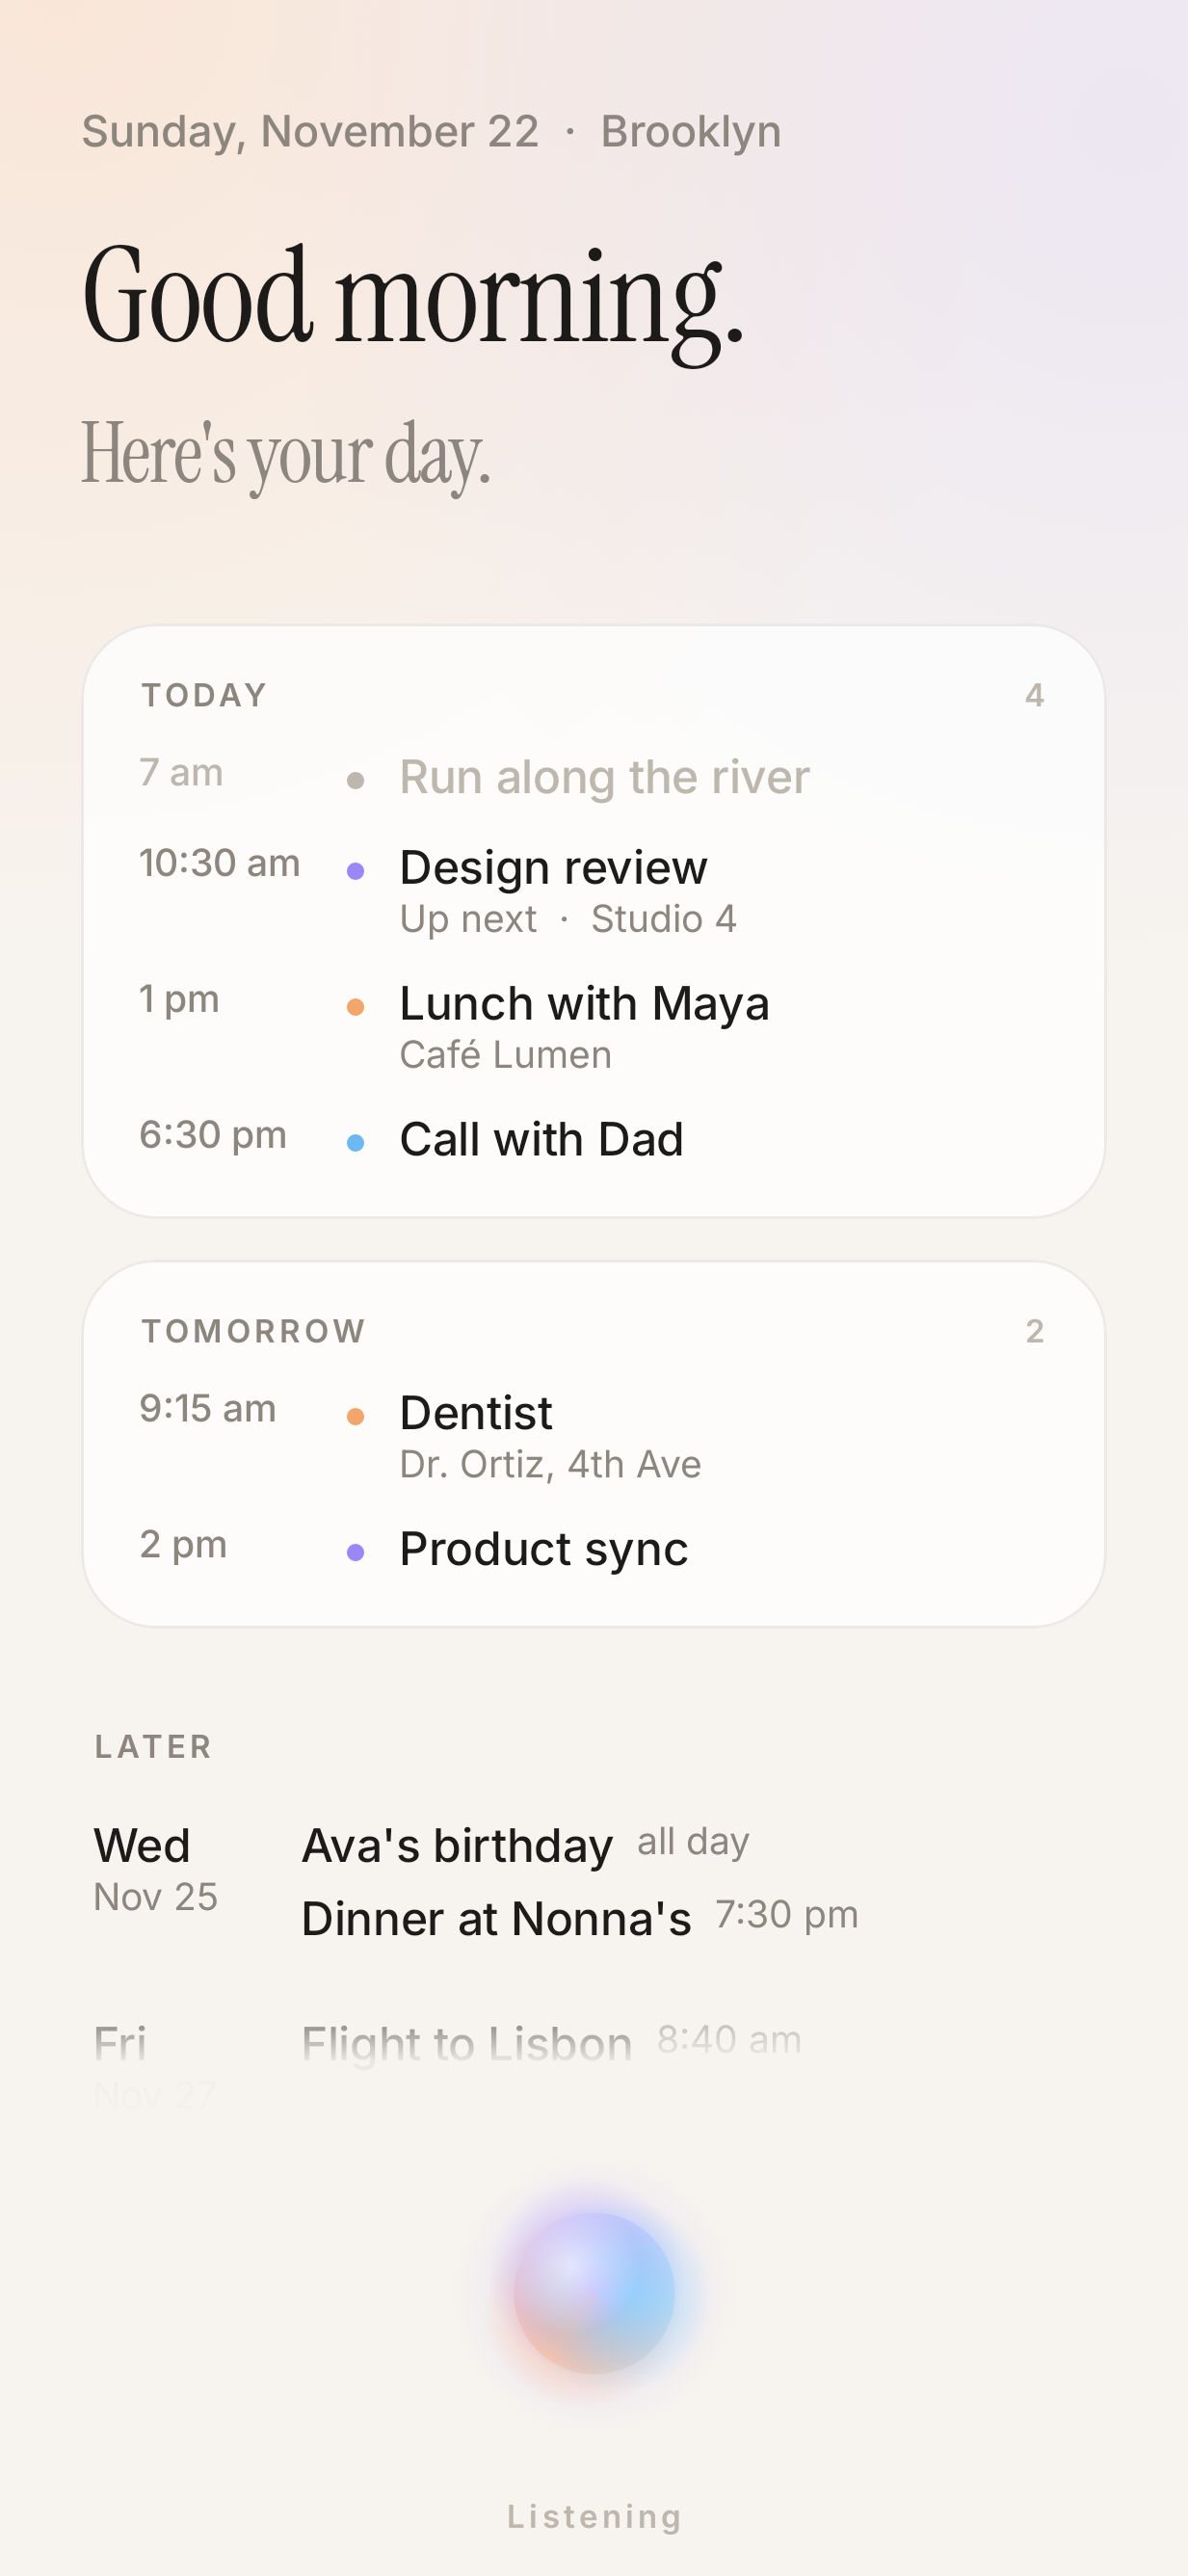 Sunday, November 22 · Brooklyn
Good morning.
Here's your day.
TODAY 4
7 am Run along the river
10:30 am Design review
Up next · Studio 4
1 pm Lunch with Maya
Café Lumen
6:30 pm Call with Dad
TOMORROW 2
9:15 am Dentist
Dr. Ortiz, 4th Ave
2 pm Product sync
LATER
Wed Ava's birthday all day
Nov 25
Dinner at Nonna's 7:30 pm
Fri Flight to Lisbon 8:40 am
Nov 27
Listening